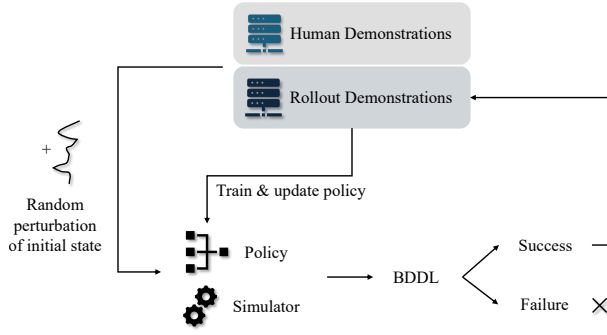 Human Demonstrations
Rollout Demonstrations
+
Random
perturbation
of initial state
Train & update policy
Policy
Simulator
BDDL
Success
Failure